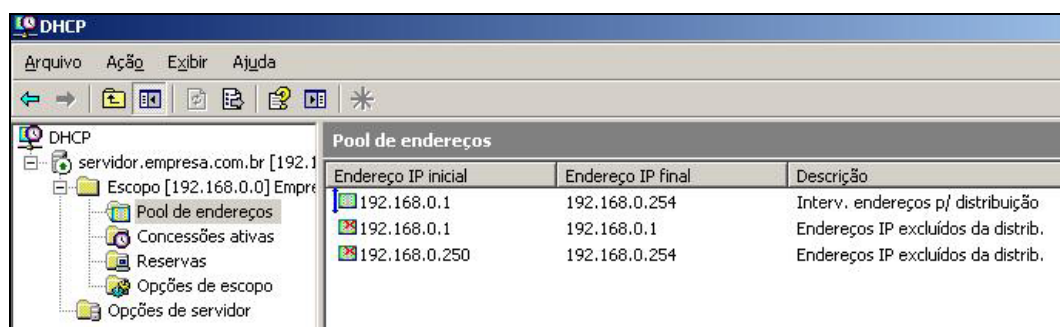 DHCP
Arquivo Ação Exibir Ajuda
DHCP
servidor.empresa.com.br [192.1
Escopo [192.168.0.0] Empre
Pool de endereços
Concessões ativas
Reservas
Opções de escopo
Opções de servidor
Pool de endereços
Endereço IP inicial Endereço IP final Descrição
192.168.0.1 192.168.0.254 Interv. endereços p/ distribuição
192.168.0.1 192.168.0.1 Endereços IP excluídos da distrib.
192.168.0.250 192.168.0.254 Endereços IP excluídos da distrib.